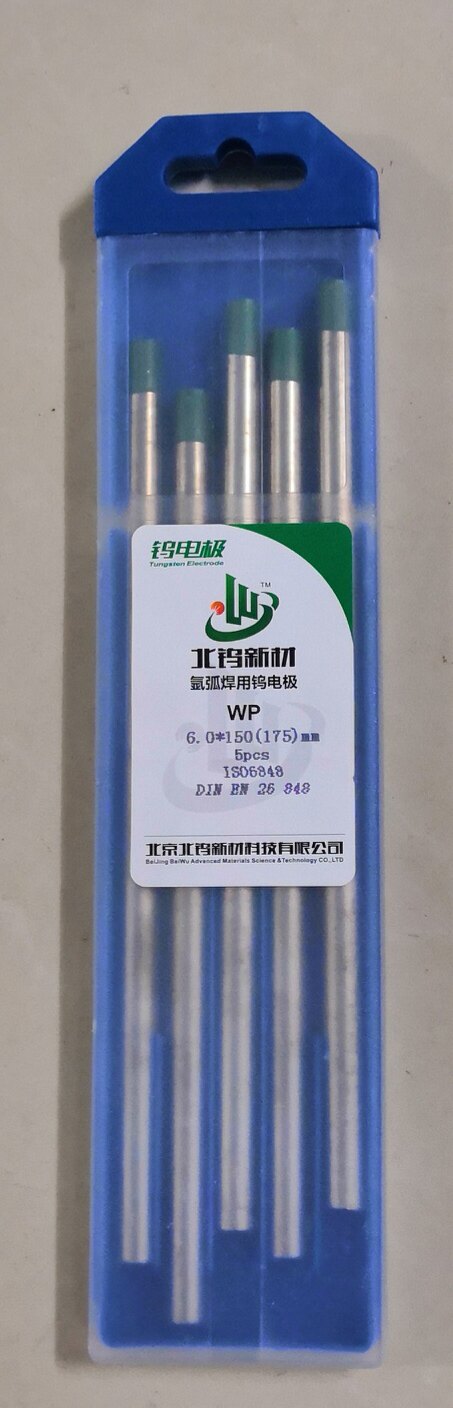 钨电极
Tungsten Electrode
TM
北钨新材
氩弧焊用钨电极
WP
6.0*150(175)mm
5pcs
ISO6848
DIN EN 26 848
北京北钨新材科技有限公司
BeiJing BeiWu Advanced Materials Science &Technology CO.,LTD